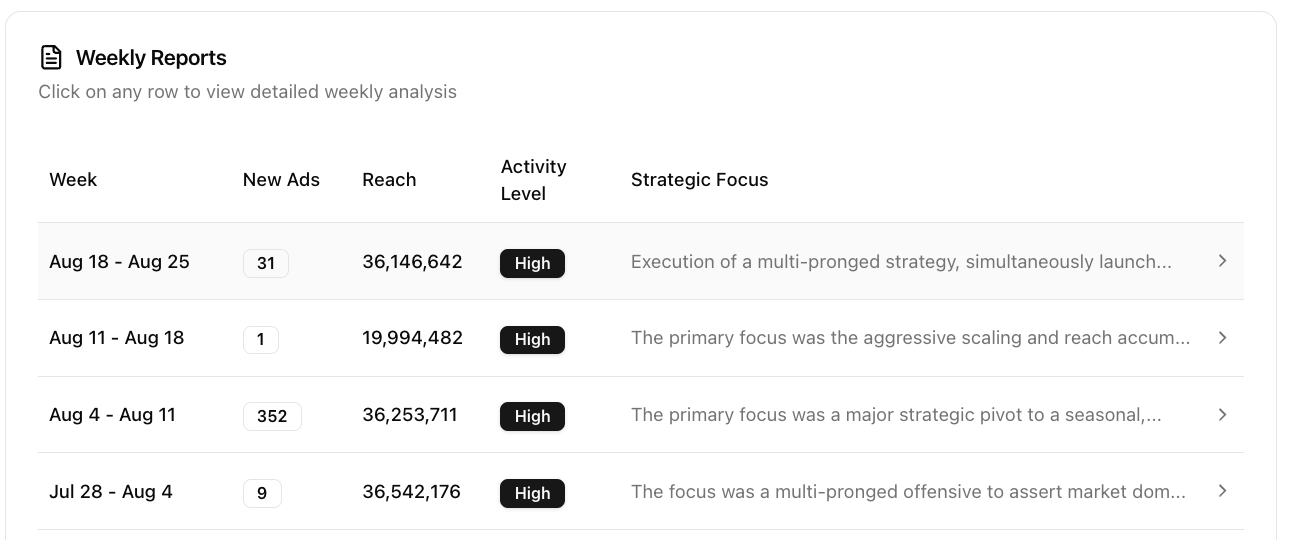 Weekly Reports
Click on any row to view detailed weekly analysis
Week New Ads Reach Activity Level Strategic Focus
Aug 18 - Aug 25 31 36,146,642 High Execution of a multi-pronged strategy, simultaneously launch...
Aug 11 - Aug 18 1 19,994,482 High The primary focus was the aggressive scaling and reach accum...
Aug 4 - Aug 11 352 36,253,711 High The primary focus was a major strategic pivot to a seasonal,...
Jul 28 - Aug 4 9 36,542,176 High The focus was a multi-pronged offensive to assert market dom...